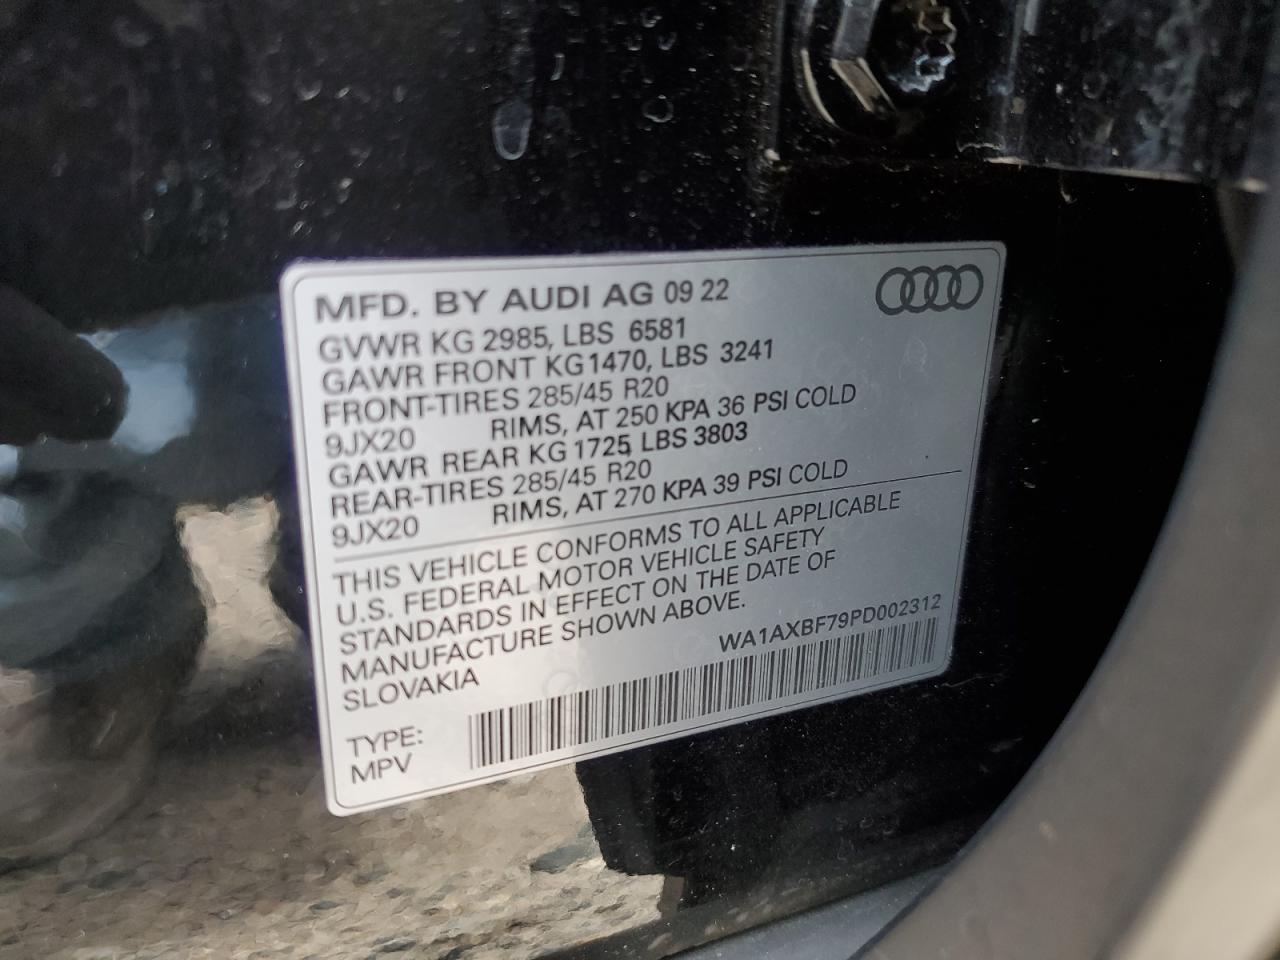 MFD. BY AUDI AG 09 22
GVWR KG 2985, LBS 6581
GAWR FRONT KG1470, LBS 3241
FRONT-TIRES 285/45 R20
9JX20 RIMS, AT 250 KPA 36 PSI COLD
GAWR REAR KG 1725, LBS 3803
REAR-TIRES 285/45 R20
9JX20 RIMS, AT 270 KPA 39 PSI COLD
THIS VEHICLE CONFORMS TO ALL APPLICABLE
U.S. FEDERAL MOTOR VEHICLE SAFETY
STANDARDS IN EFFECT ON THE DATE OF
MANUFACTURE SHOWN ABOVE.
SLOVAKIA
WA1AXBF79PD002312
TYPE:
MPV